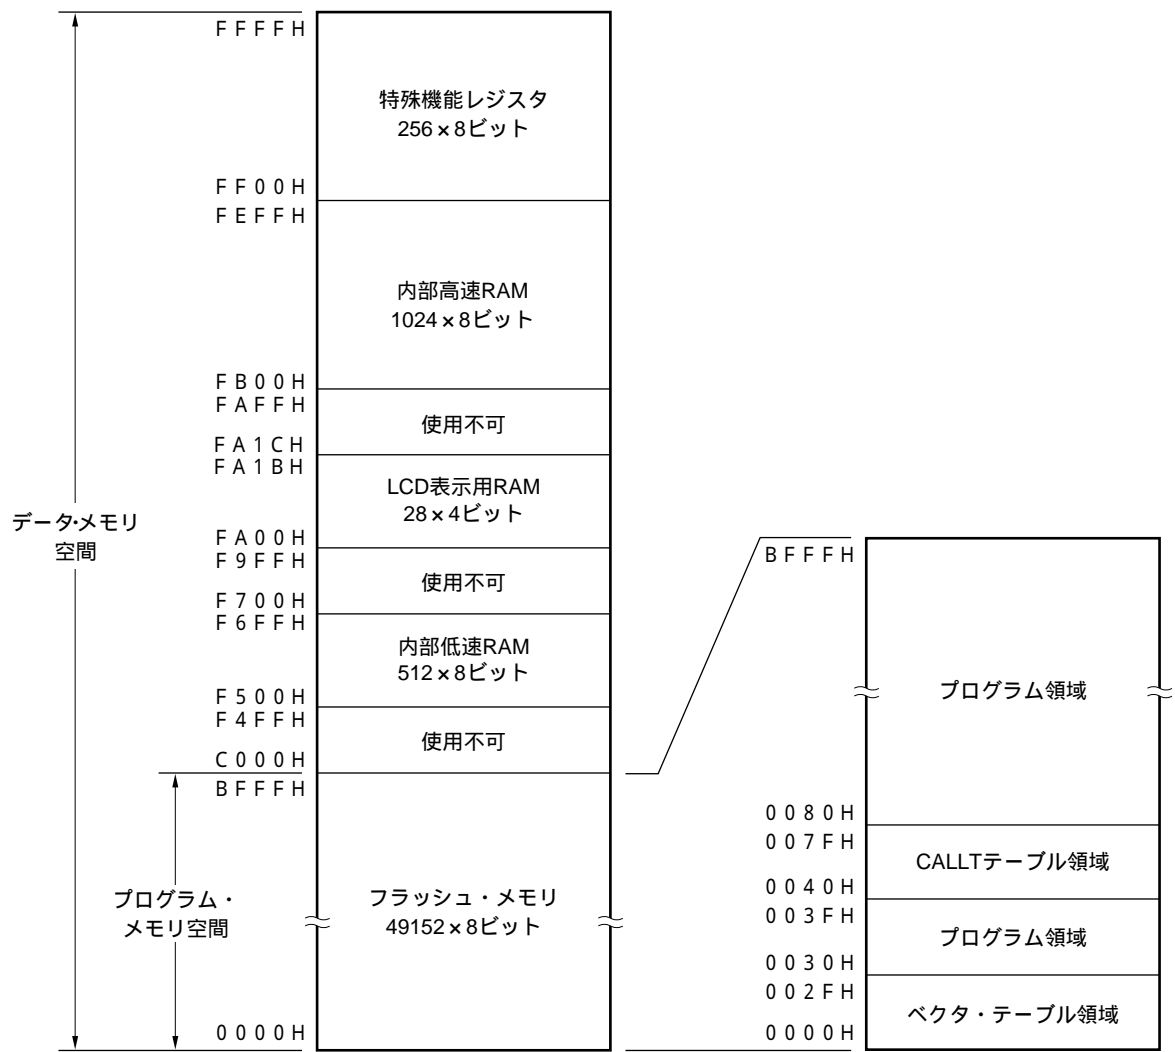 FFFFH
特殊機能レジスタ
256×8ビット
FF00H
FEFFH
内部高速RAM
1024×8ビット
FB00H
FAFFH
使用不可
FA1CH
FA1BH
LCD表示用RAM
28×4ビット
FA00H
F9FFH
使用不可
F700H
F6FFH
内部低速RAM
512×8ビット
F500H
F4FFH
使用不可
C000H
BFFFH
フラッシュ・メモリ
49152×8ビット
0000H
データ・メモリ
空間
プログラム・
メモリ空間
BFFFH
プログラム領域
0080H
007FH
CALLTテーブル領域
0040H
003FH
プログラム領域
0030H
002FH
ベクタ・テーブル領域
0000H